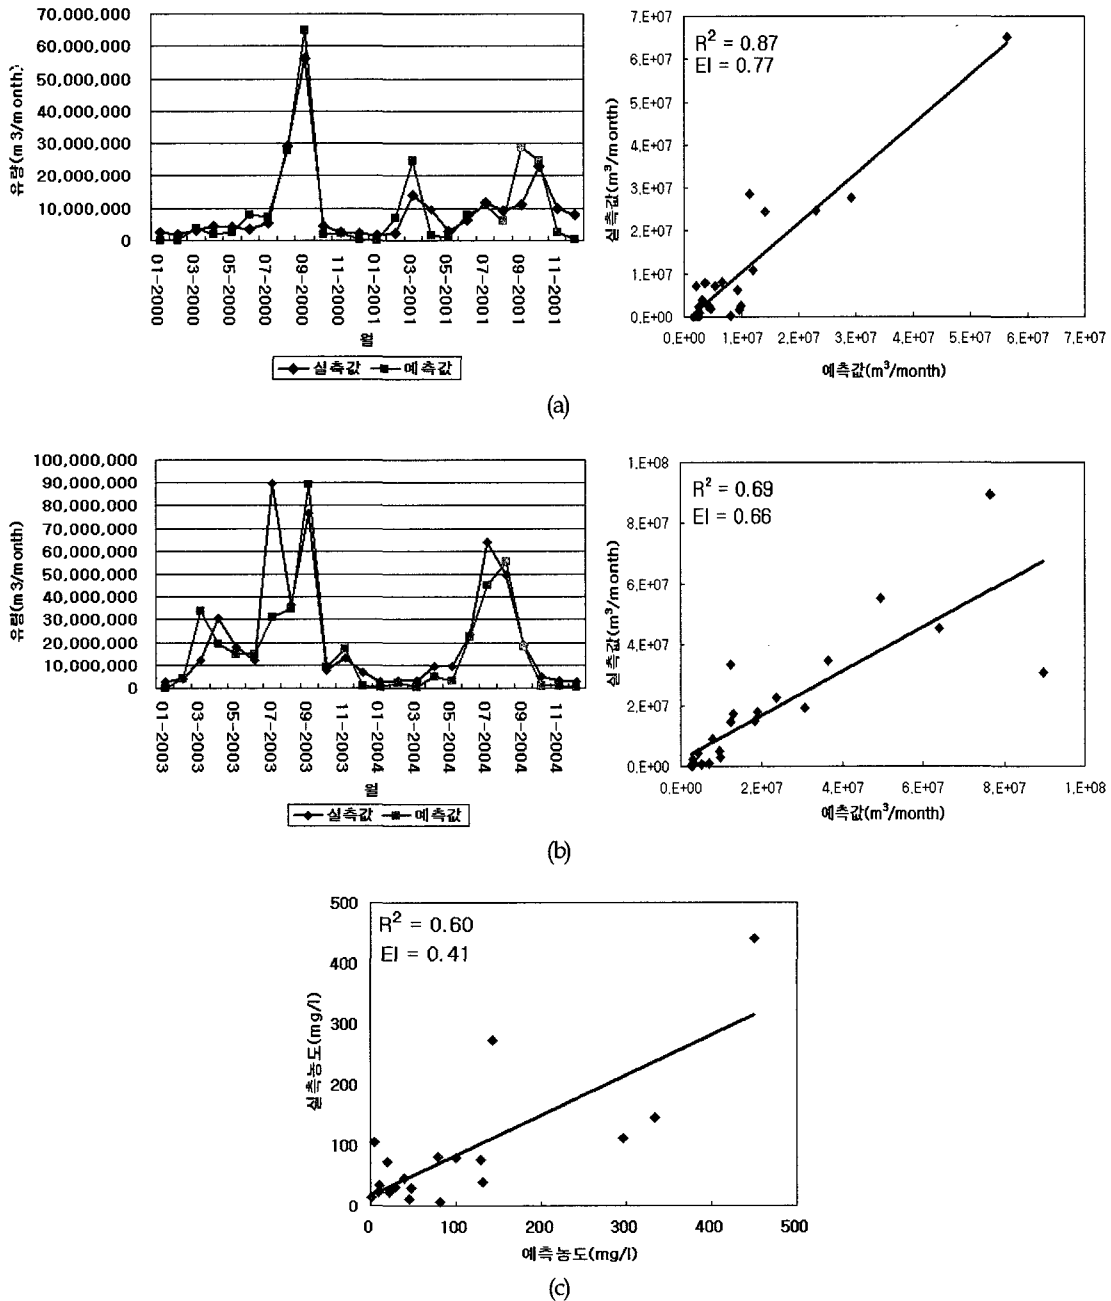 유량(m3/month)
70,000,000
60,000,000
50,000,000
40,000,000
30,000,000
20,000,000
10,000,000
0
01-2000
03-2000
05-2000
07-2000
09-2000
11-2000
01-2001
03-2001
05-2001
07-2001
09-2001
11-2001
월
실측값 예측값
R² = 0.87
EI = 0.77
실측값(m³/month)
7.E+07
6.E+07
5.E+07
4.E+07
3.E+07
2.E+07
1.E+07
0.E+00
0.E+00 1.E+07 2.E+07 3.E+07 4.E+07 5.E+07 6.E+07 7.E+07
예측값(m³/month)
(a)
유량(m3/month)
100,000,000
90,000,000
80,000,000
70,000,000
60,000,000
50,000,000
40,000,000
30,000,000
20,000,000
10,000,000
0
01-2003
03-2003
05-2003
07-2003
09-2003
11-2003
01-2004
03-2004
05-2004
07-2004
09-2004
11-2004
월
실측값 예측값
R² = 0.69
EI = 0.66
실측값(m³/month)
1.E+08
8.E+07
6.E+07
4.E+07
2.E+07
0.E+00
0.E+00 2.E+07 4.E+07 6.E+07 8.E+07 1.E+08
예측값(m³/month)
(b)
R² = 0.60
EI = 0.41
실측농도(mg/l)
500
400
300
200
100
0
0 100 200 300 400 500
예측농도(mg/l)
(c)